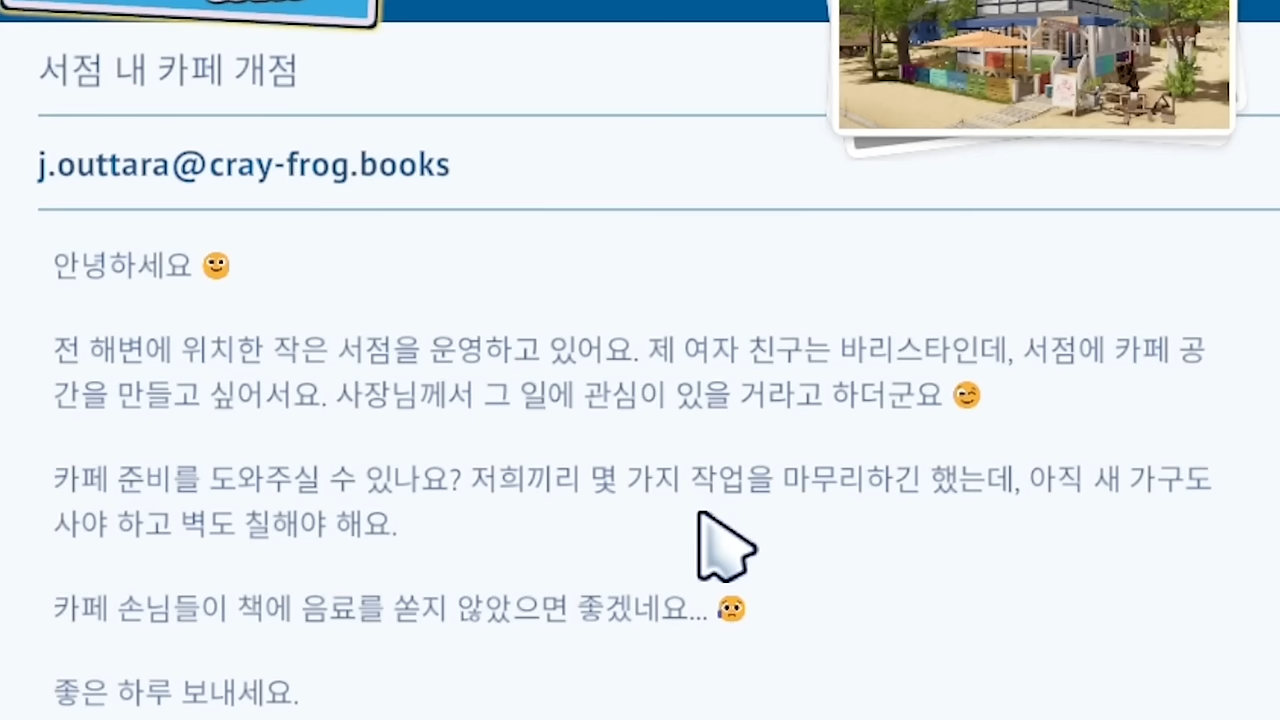 서점 내 카페 개점
j.outtara@cray-frog.books
안녕하세요 🙂
전 해변에 위치한 작은 서점을 운영하고 있어요. 제 여자 친구는 바리스타인데, 서점에 카페 공
간을 만들고 싶어서요. 사장님께서 그 일에 관심이 있을 거라고 하더군요 😉
카페 준비를 도와주실 수 있나요? 저희끼리 몇 가지 작업을 마무리하긴 했는데, 아직 새 가구도
사야 하고 벽도 칠해야 해요.
카페 손님들이 책에 음료를 쏟지 않았으면 좋겠네요... 😥
좋은 하루 보내세요.